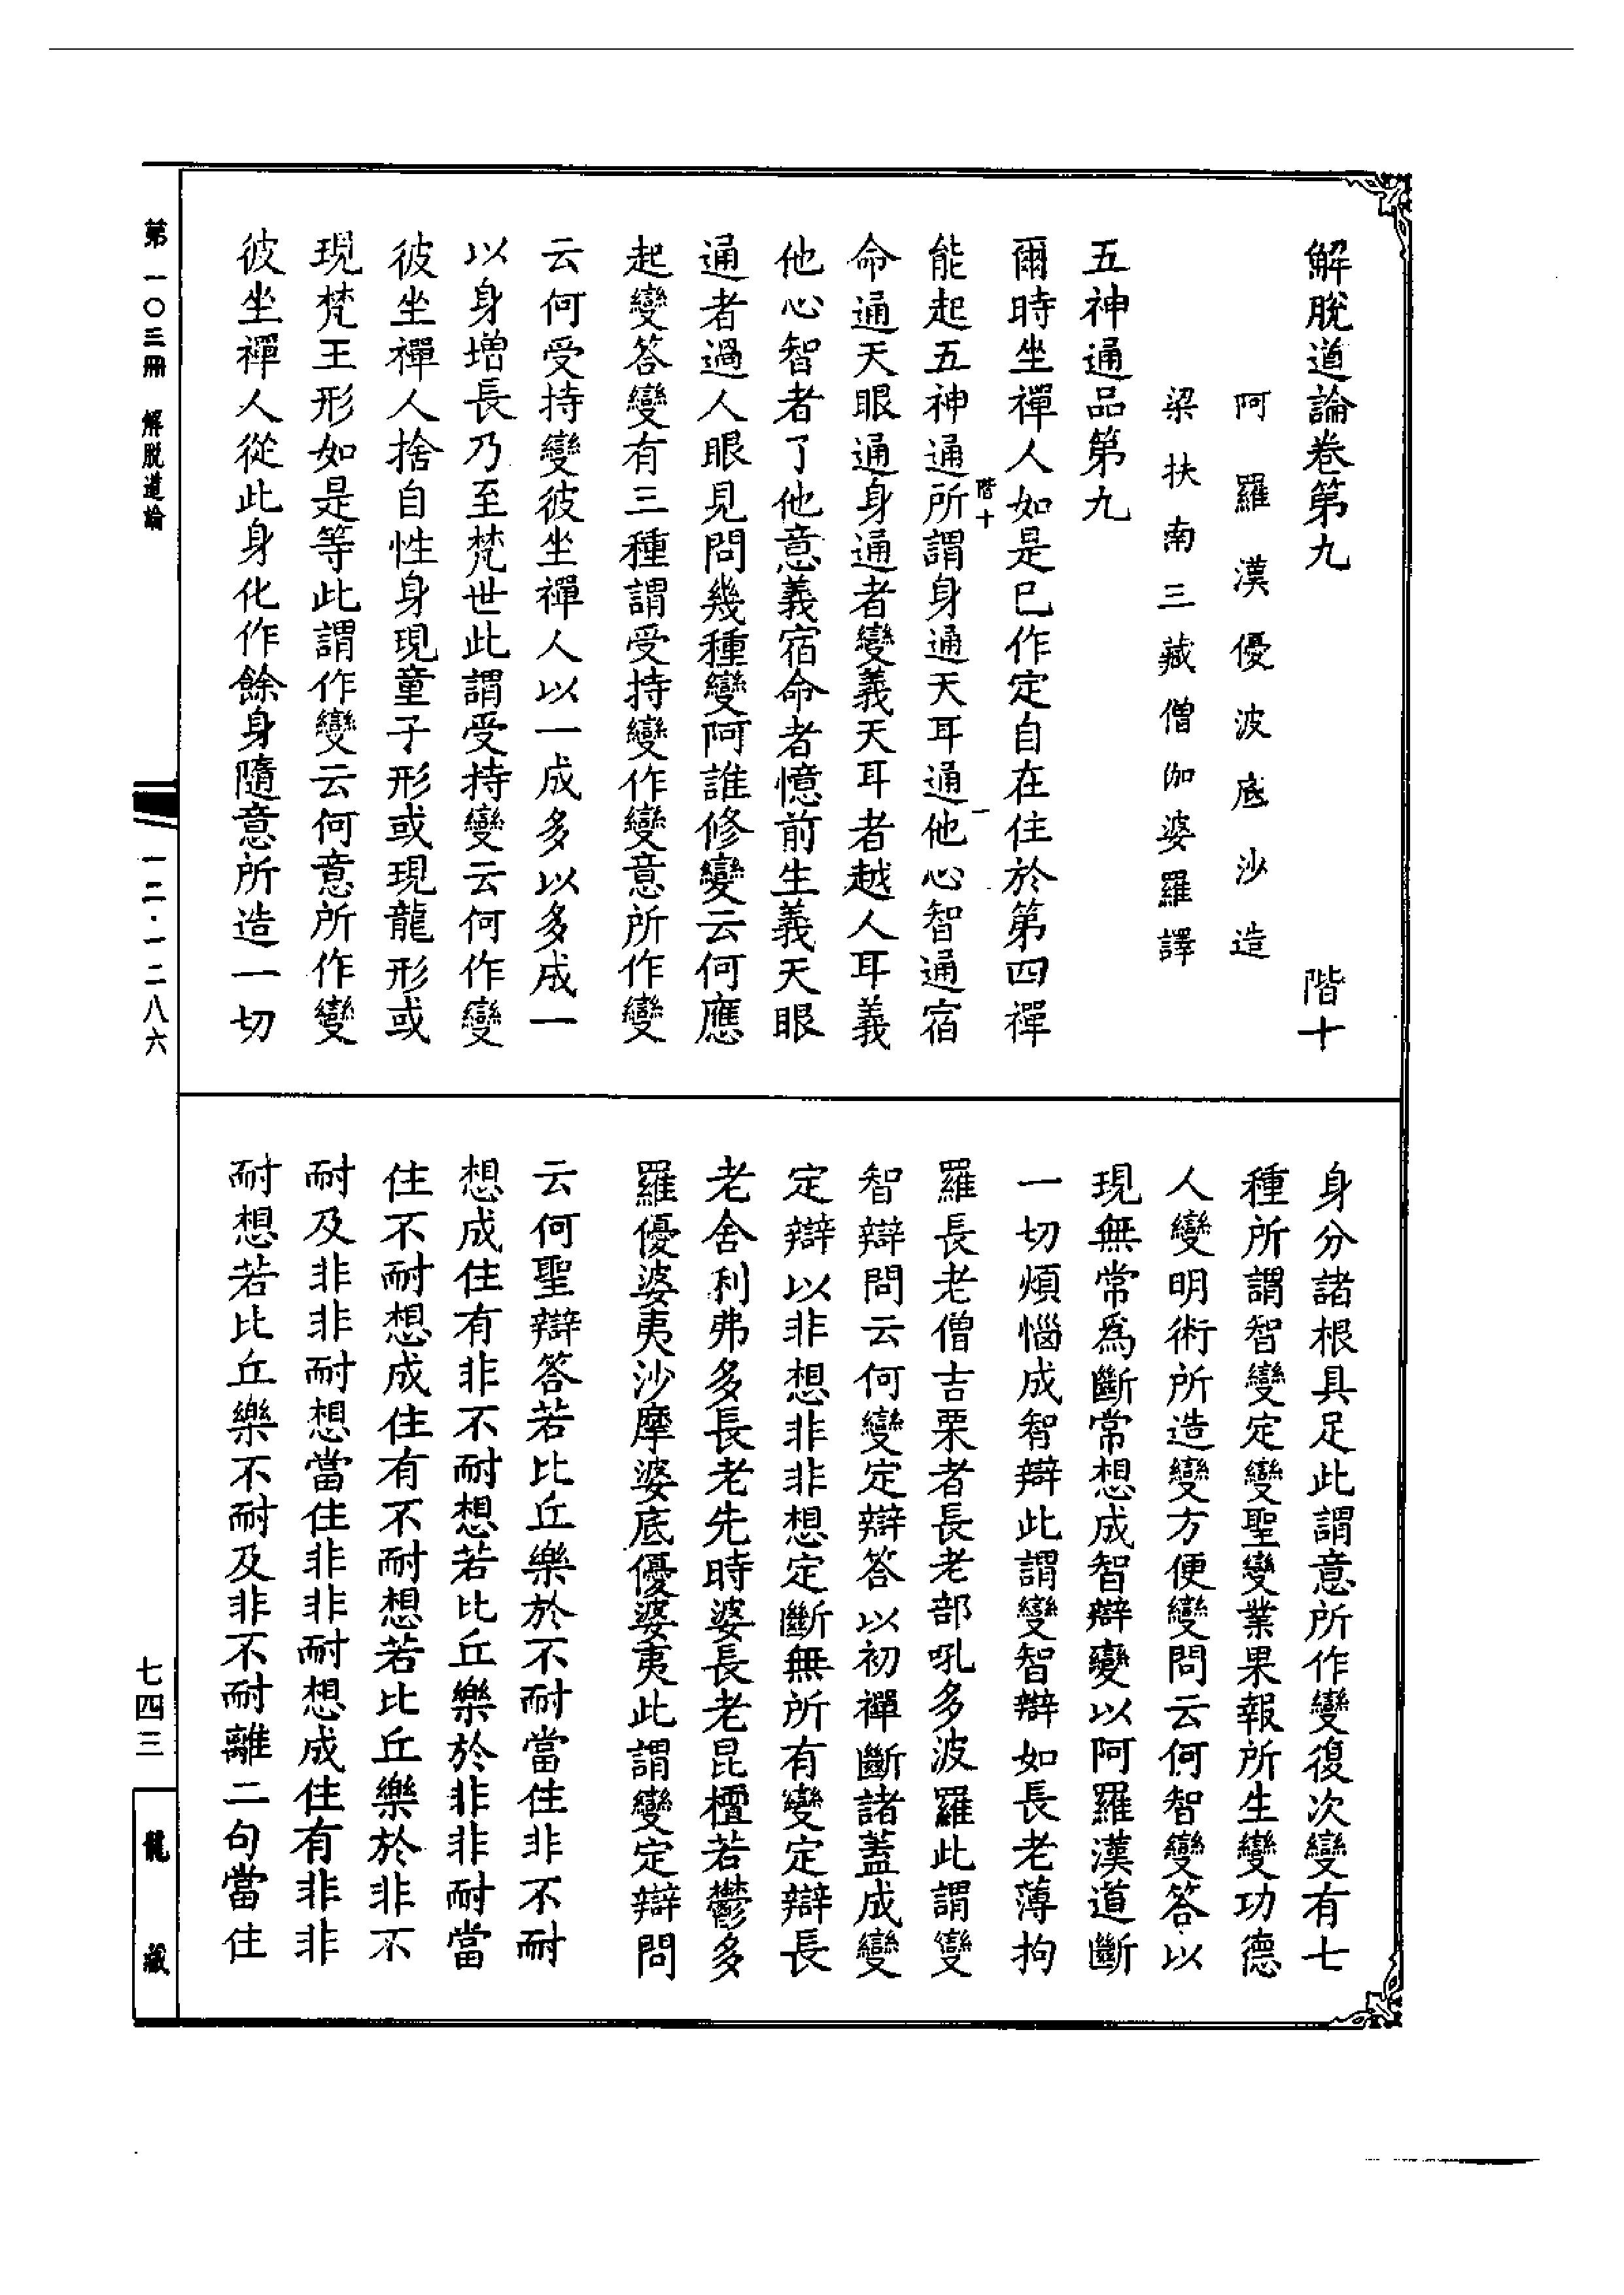 解脫道論卷第九　階十
阿羅漢優波底沙造
梁扶南三藏僧伽婆羅譯
五神通品第九
爾時坐禪人如是已作定自在住於第四禪
能起五神通所謂身通天耳通他心智通宿
階十　一
命通天眼通身通者變義天耳者越人耳義
他心智者了他意義宿命者憶前生義天眼
通者過人眼見問幾種變阿誰修變云何應
起變答變有三種謂受持變作變意所作變
云何受持變彼坐禪人以一成多以多成一
以身增長乃至梵世此謂受持變云何作變
彼坐禪人捨自性身現童子形或現龍形或
現梵王形如是等此謂作變云何意所作變
彼坐禪人從此身化作餘身隨意所造一切
身分諸根具足此謂意所作變復次變有七
種所謂智變定變聖變業果報所生變功德
人變明術所造變方便變問云何智變答以
現無常為斷常想成智辯變以阿羅漢道斷
一切煩惱成智辯此謂變智辯如長老薄拘
羅長老僧吉栗者長老部吼多波羅此謂變
智辯問云何變定辯答以初禪斷諸蓋成變
定辯以非想非非想定斷無所有變定辯長
老舍利弗多長老先時婆長老昆檀若鬱多
羅優婆夷沙摩婆底優婆夷此謂變定辯問
云何聖辯答若比丘樂於不耐當住非不耐
想成住有非不耐想若比丘樂於非非耐當
住不耐想成住有不耐想若比丘樂於非不
耐及非非耐想當住非非耐想成住有非非
耐想若比丘樂不耐及非不耐離二句當住
第一〇三冊　解脫道論
一二·一二八六
七四三
龍藏